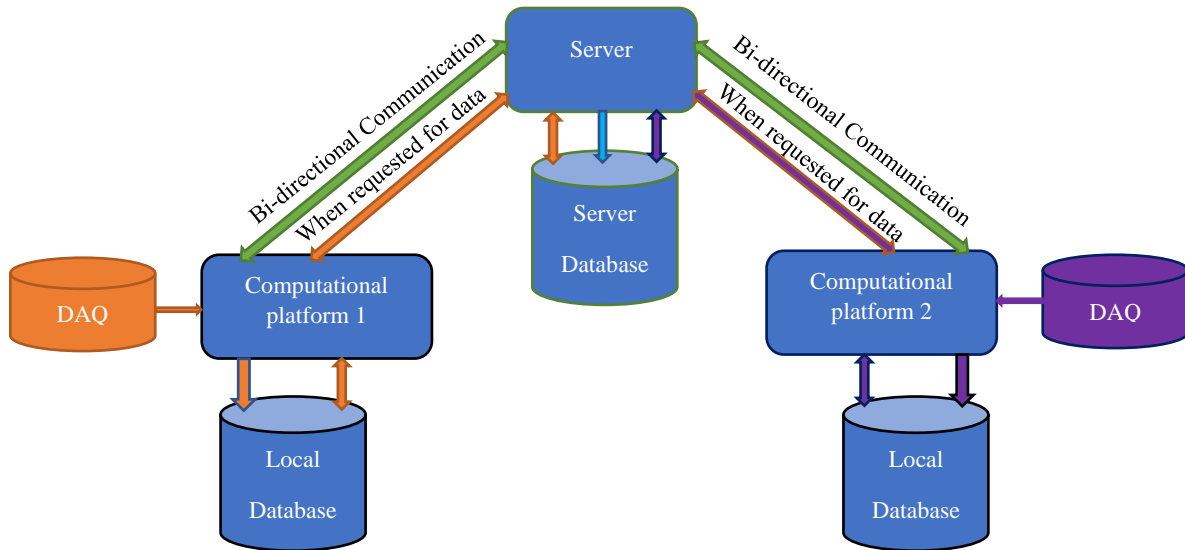 Server
Bi-directional Communication
When requested for data
Bi-directional Communication
When requested for data
Server
Database
DAQ
Computational
platform 1
Computational
platform 2
DAQ
Local
Database
Local
Database